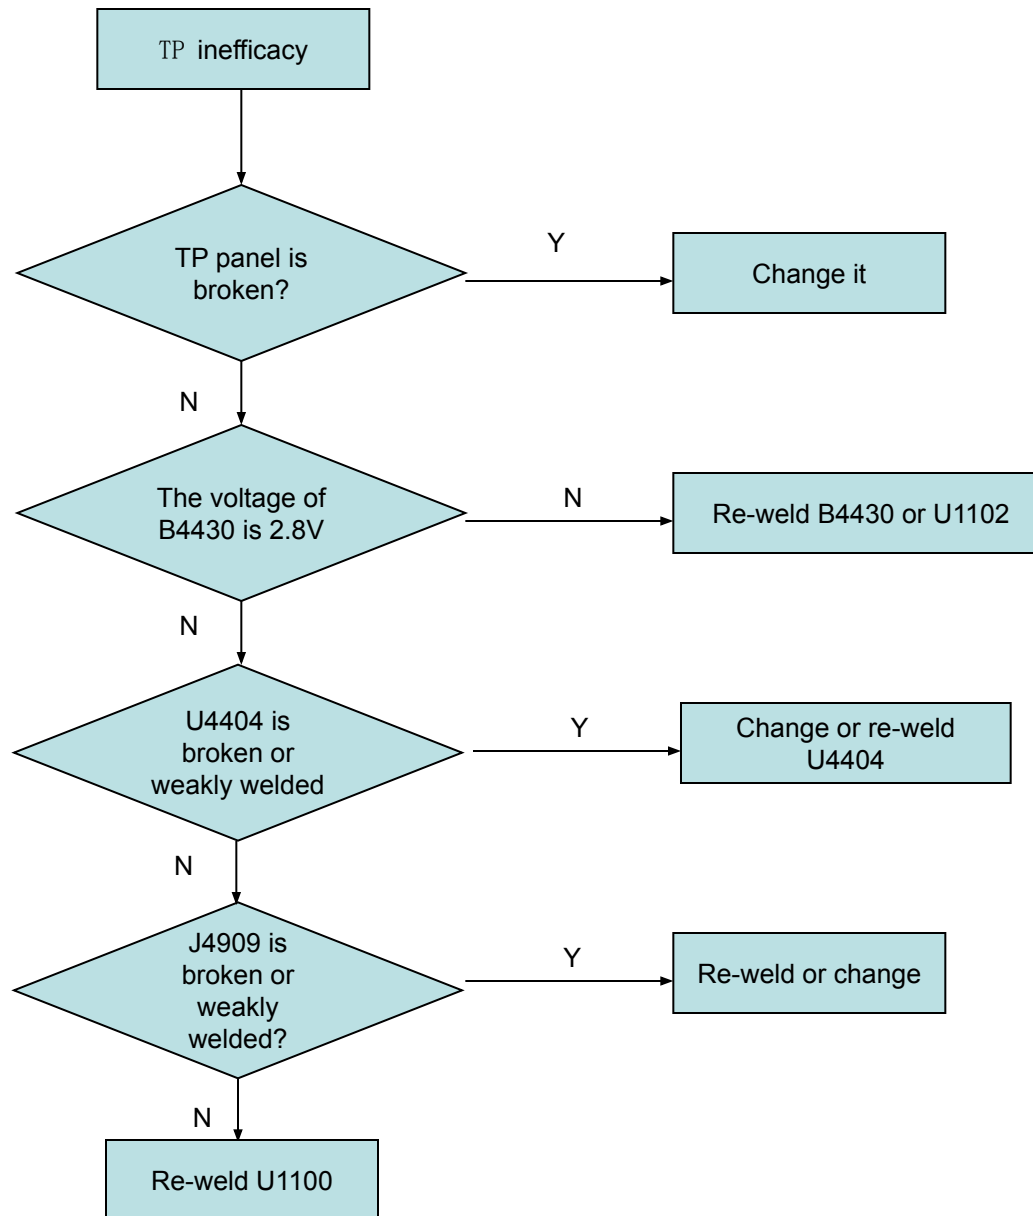 TP inefficacy
TP panel is
broken?
Y
Change it
N
The voltage of
B4430 is 2.8V
N
Re-weld B4430 or U1102
N
U4404 is
broken or
weakly welded
Y
Change or re-weld
U4404
N
J4909 is
broken or
weakly
welded?
Y
Re-weld or change
N
Re-weld U1100